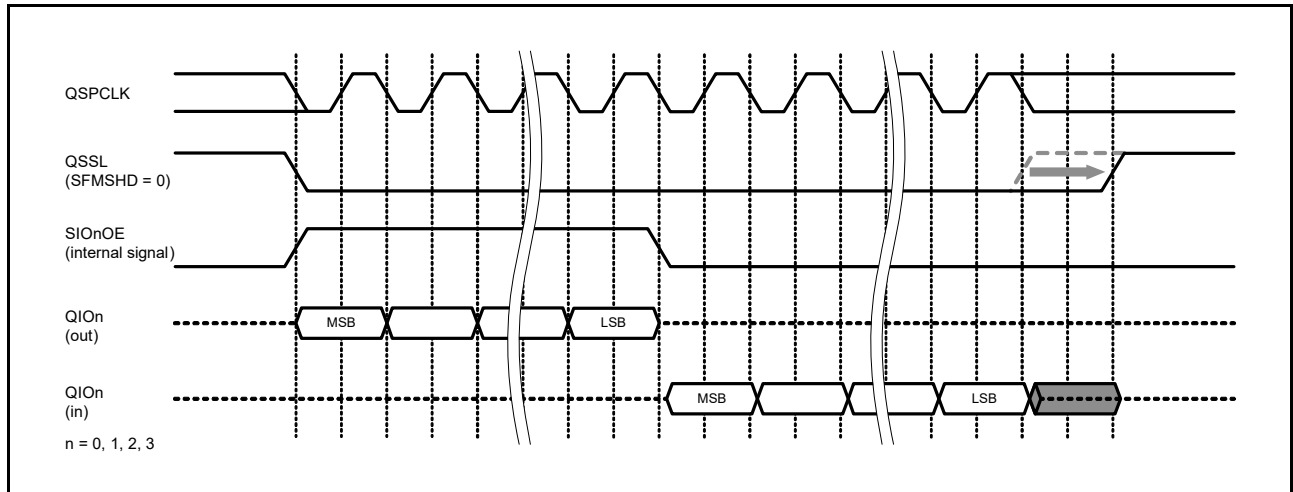 QSPCLK
QSSL
(SFMSHD = 0)
SIOnOE
(internal signal)
QIOn
(out)
MSB
LSB
QIOn
(in)
MSB
LSB
n = 0, 1, 2, 3